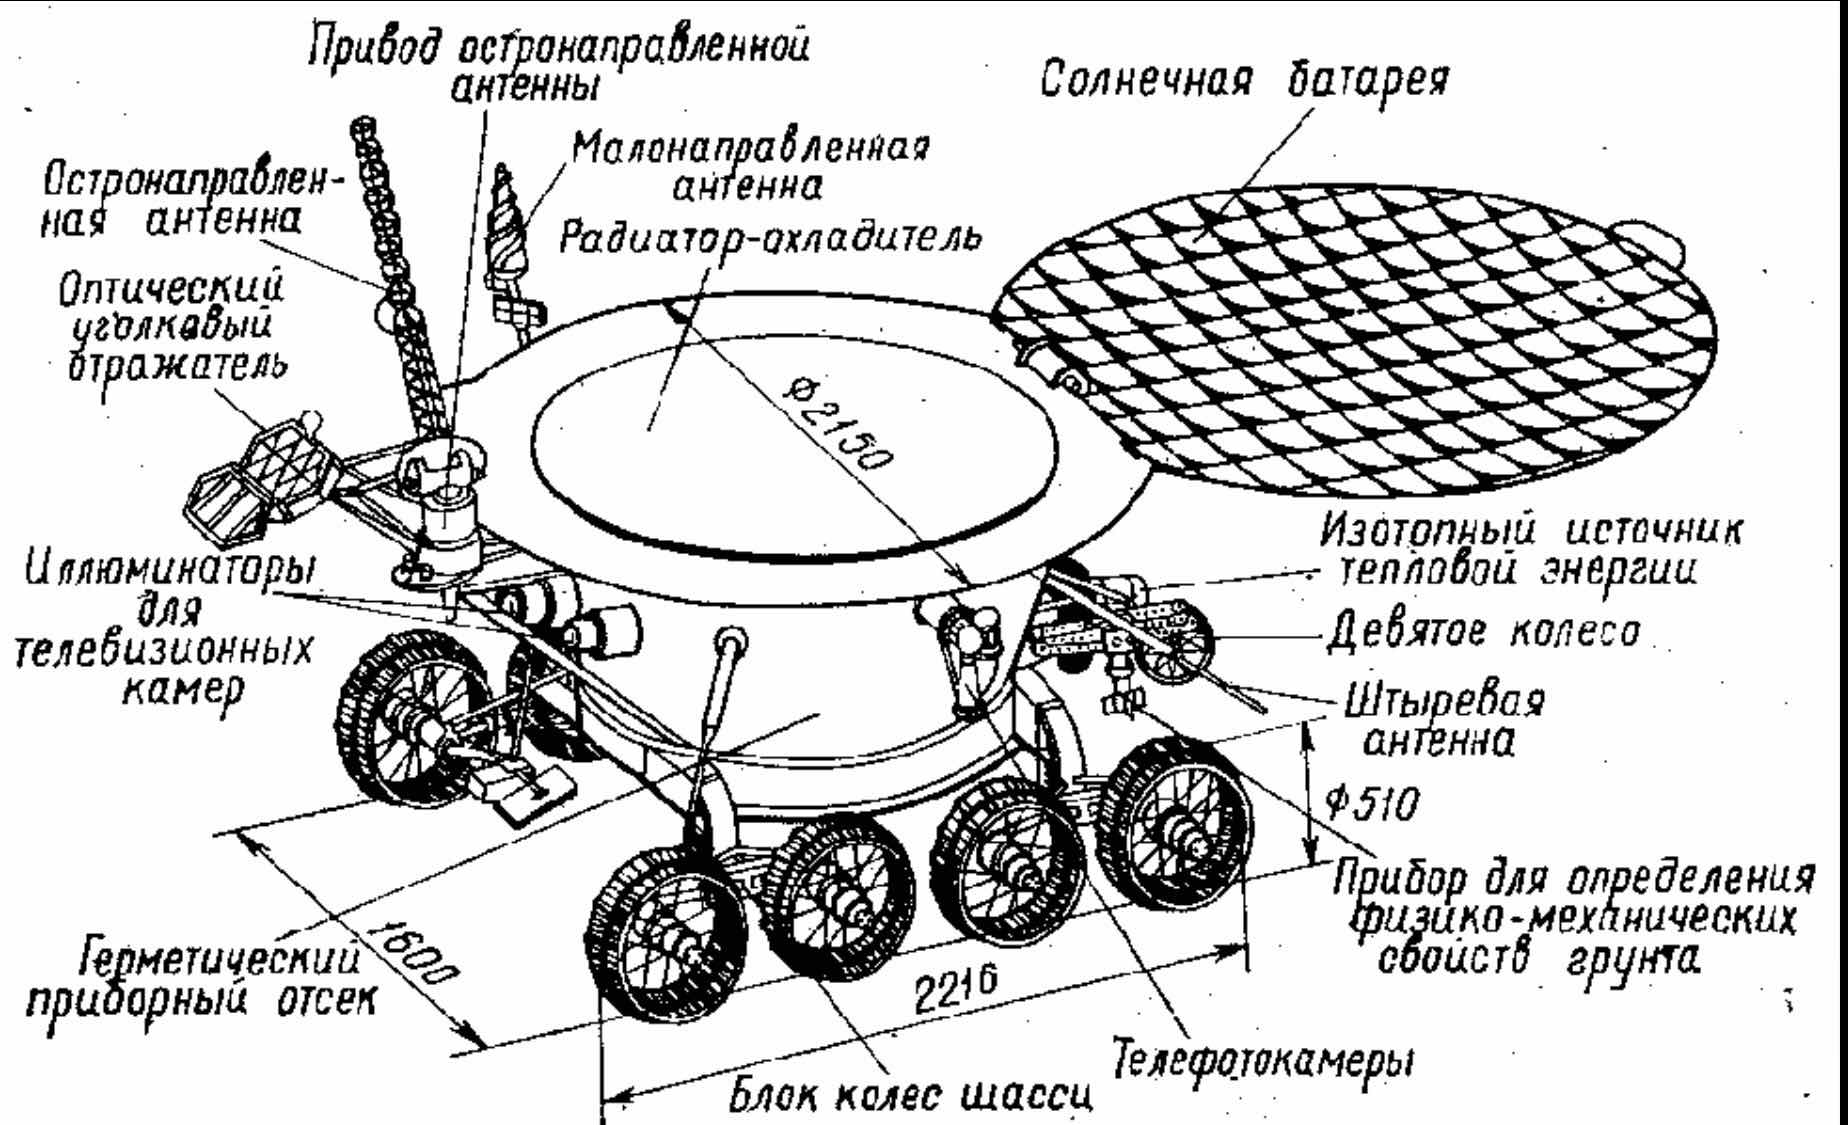 Привод остронаправленной
антенны
Солнечная батарея
Малонаправленная
антенна
Остронаправлен-
ная антенна
Радиатор-охладитель
Оптический
уголковый
отражатель
Ø2150
Изотопный источник
тепловой энергии
Иллюминаторы
для
телевизионных
камер
Девятое колесо
Штыревая
антенна
Ф510
Прибор для определения
физико-механических
свойств грунта
1600
Герметический
приборный отсек
2216
Телефотокамеры
Блок колес шасси